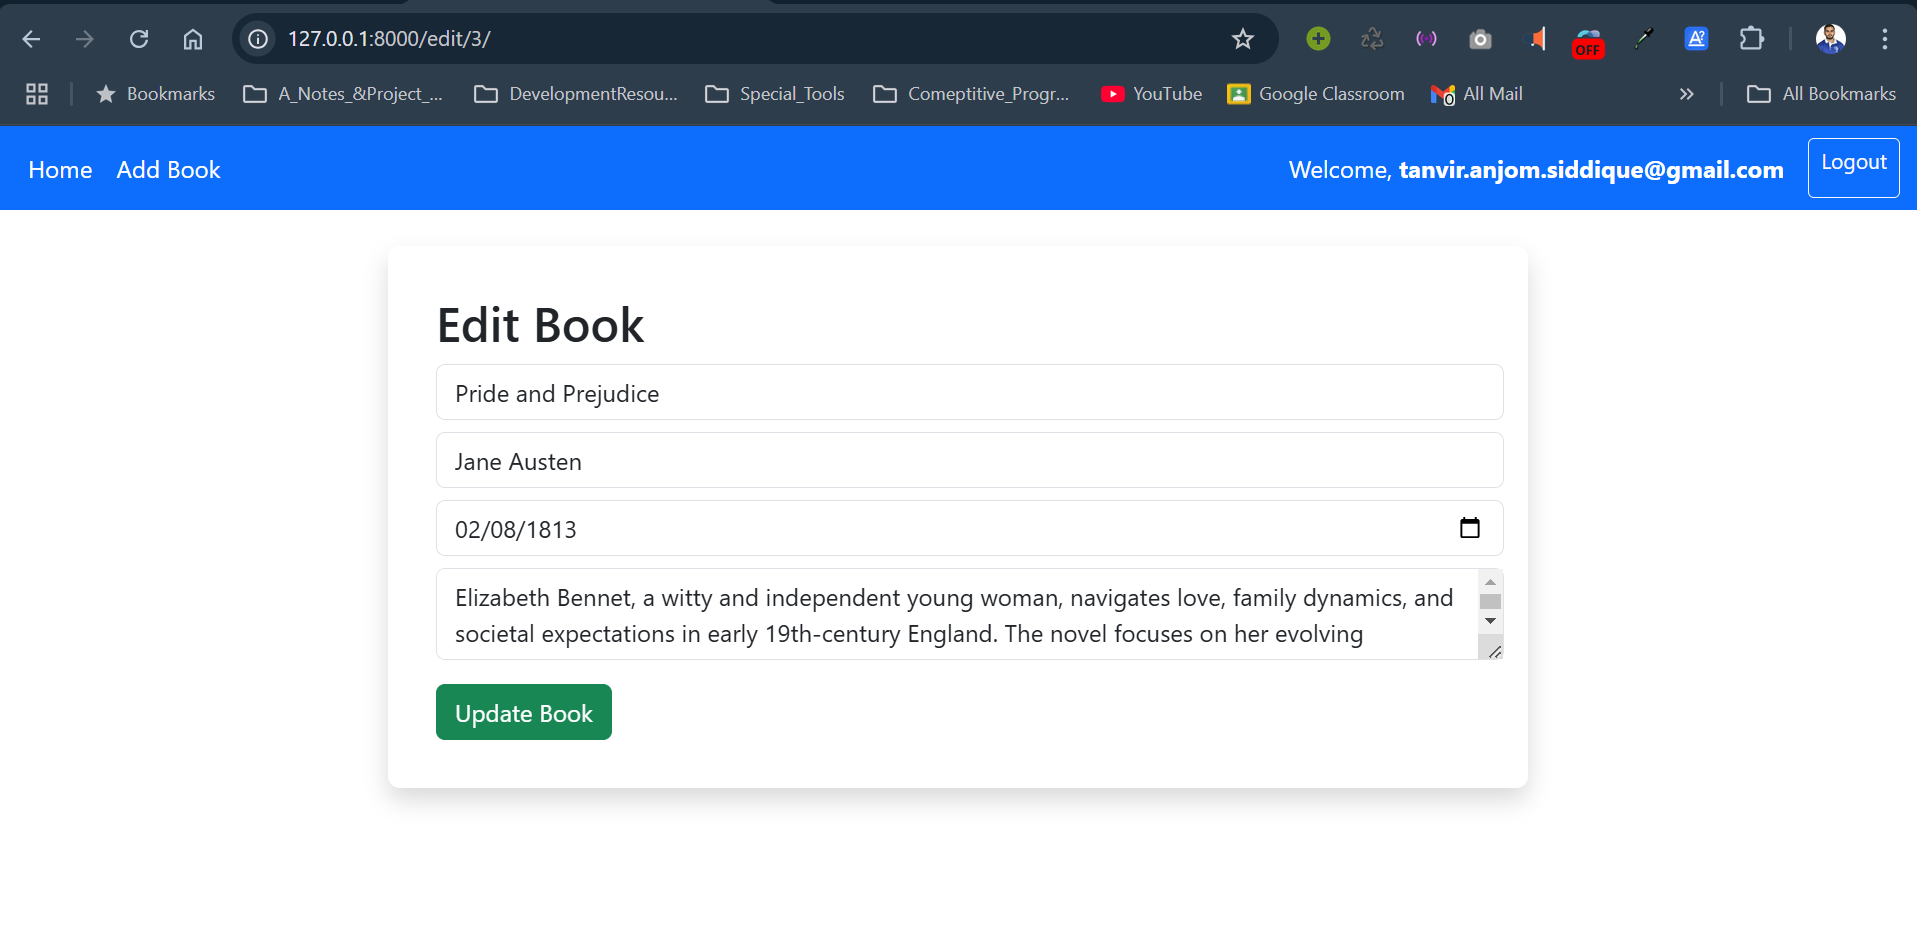 127.0.0.1:8000/edit/3/
OFF
Bookmarks
A_Notes_&Project_...
DevelopmentResou...
Special_Tools
Comeptitive_Progr...
YouTube
Google Classroom
0
All Mail
All Bookmarks
Home
Add Book
Welcome, tanvir.anjom.siddique@gmail.com
Logout
Edit Book
Pride and Prejudice
Jane Austen
02/08/1813
Elizabeth Bennet, a witty and independent young woman, navigates love, family dynamics, and
societal expectations in early 19th-century England. The novel focuses on her evolving
Update Book